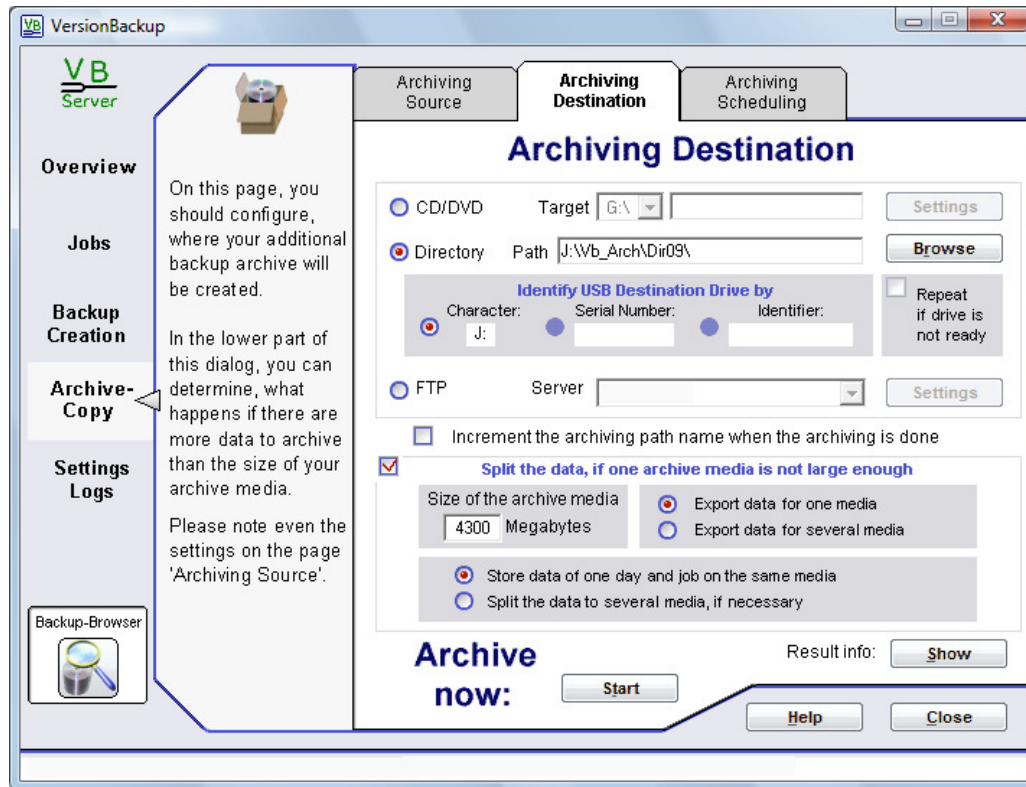 VB VersionBackup
VB
Server
Overview
Jobs
Backup
Creation
Archive-
Copy
Settings
Logs
Backup-Browser
On this page, you
should configure,
where your additional
backup archive will
be created.
In the lower part of
this dialog, you can
determine, what
happens if there are
more data to archive
than the size of your
archive media.
Please note even the
settings on the page
'Archiving Source'.
Archiving
Source
Archiving
Destination
Archiving
Scheduling
Archiving Destination
CD/DVD Target G:\ Settings
Directory Path J:\Vb_Arch\Dir09\ Browse
Identify USB Destination Drive by
Character: Serial Number: Identifier:
J:
Repeat
if drive is
not ready
FTP Server Settings
Increment the archiving path name when the archiving is done
Split the data, if one archive media is not large enough
Size of the archive media
4300 Megabytes
Export data for one media
Export data for several media
Store data of one day and job on the same media
Split the data to several media, if necessary
Archive
now:
Start
Result info: Show
Help Close